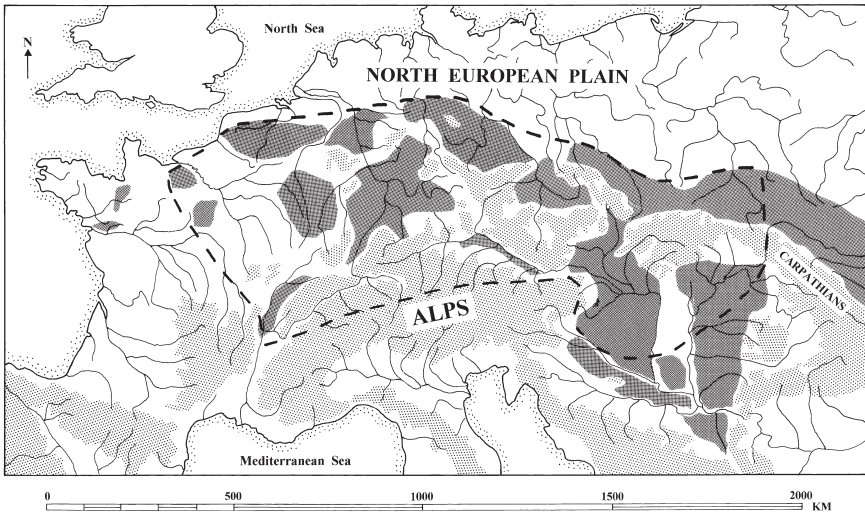 North Sea
N
NORTH EUROPEAN PLAIN
CARPATHIANS
ALPS
Mediterranean Sea
0 500 1000 1500 2000
KM